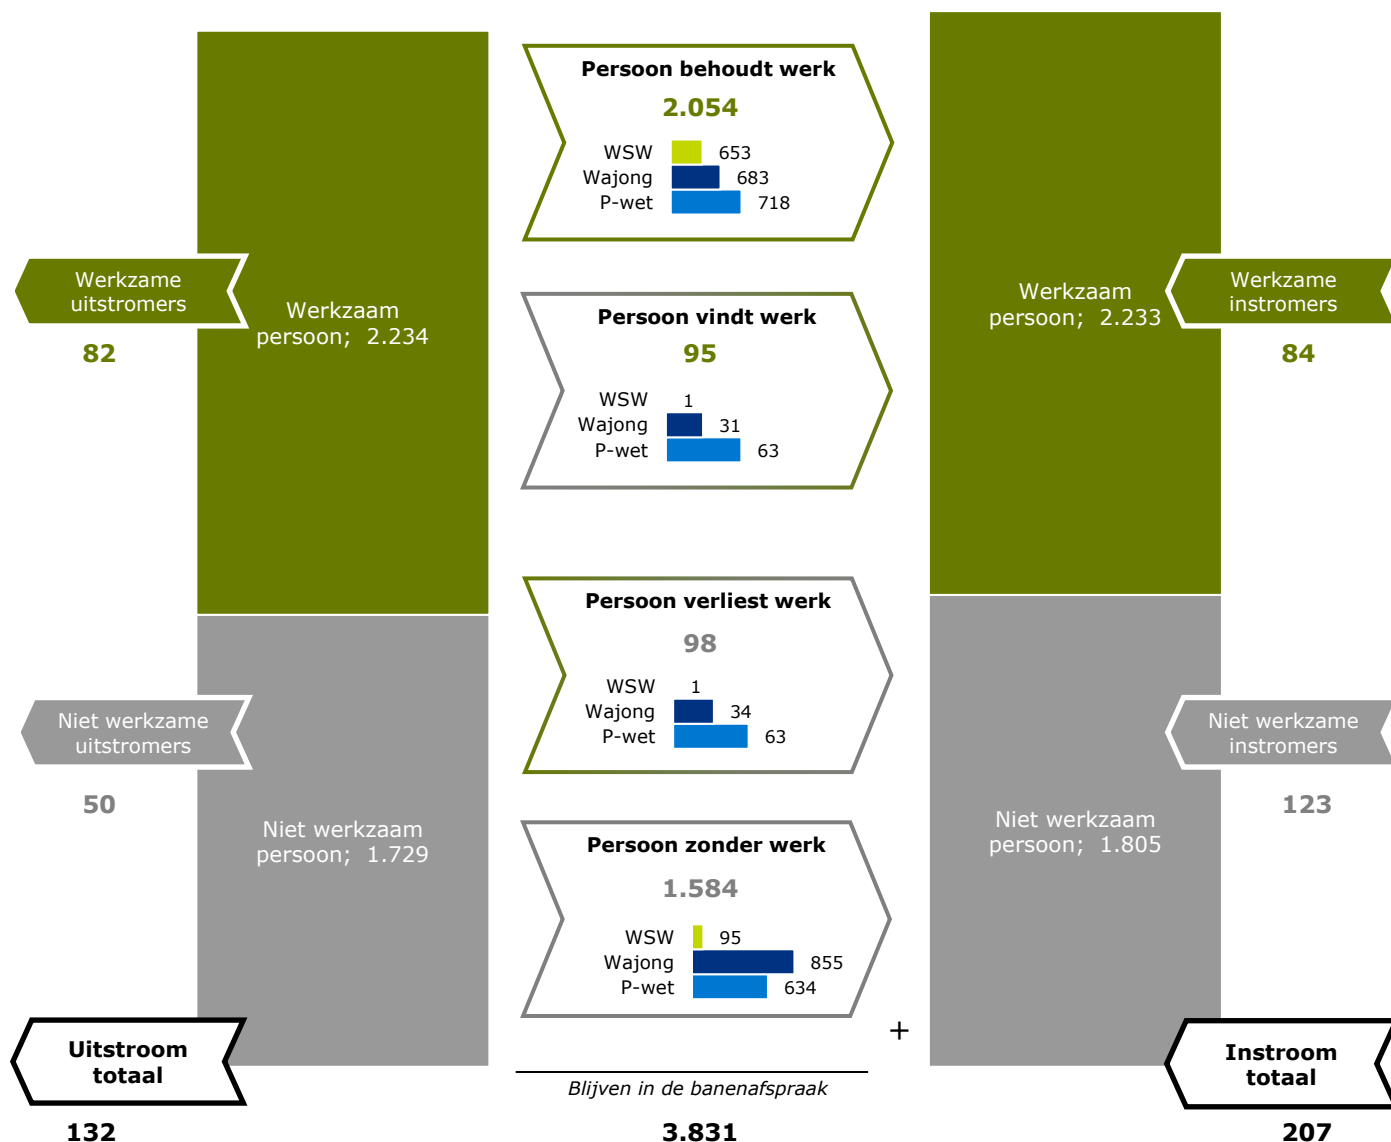 Werkzame
uitstromers
82
Werkzaam
persoon;  2.234
Niet werkzame
uitstromers
50
Niet werkzaam
persoon;  1.729
Uitstroom
totaal
132
Persoon behoudt werk
2.054
WSW 653
Wajong 683
P-wet 718
Persoon vindt werk
95
WSW 1
Wajong 31
P-wet 63
Persoon verliest werk
98
WSW 1
Wajong 34
P-wet 63
Persoon zonder werk
1.584
WSW 95
Wajong 855
P-wet 634
+
Blijven in de banenafspraak
3.831
Werkzaam
persoon;  2.233
Werkzame
instromers
84
Niet werkzame
instromers
123
Niet werkzaam
persoon;  1.805
Instroom
totaal
207